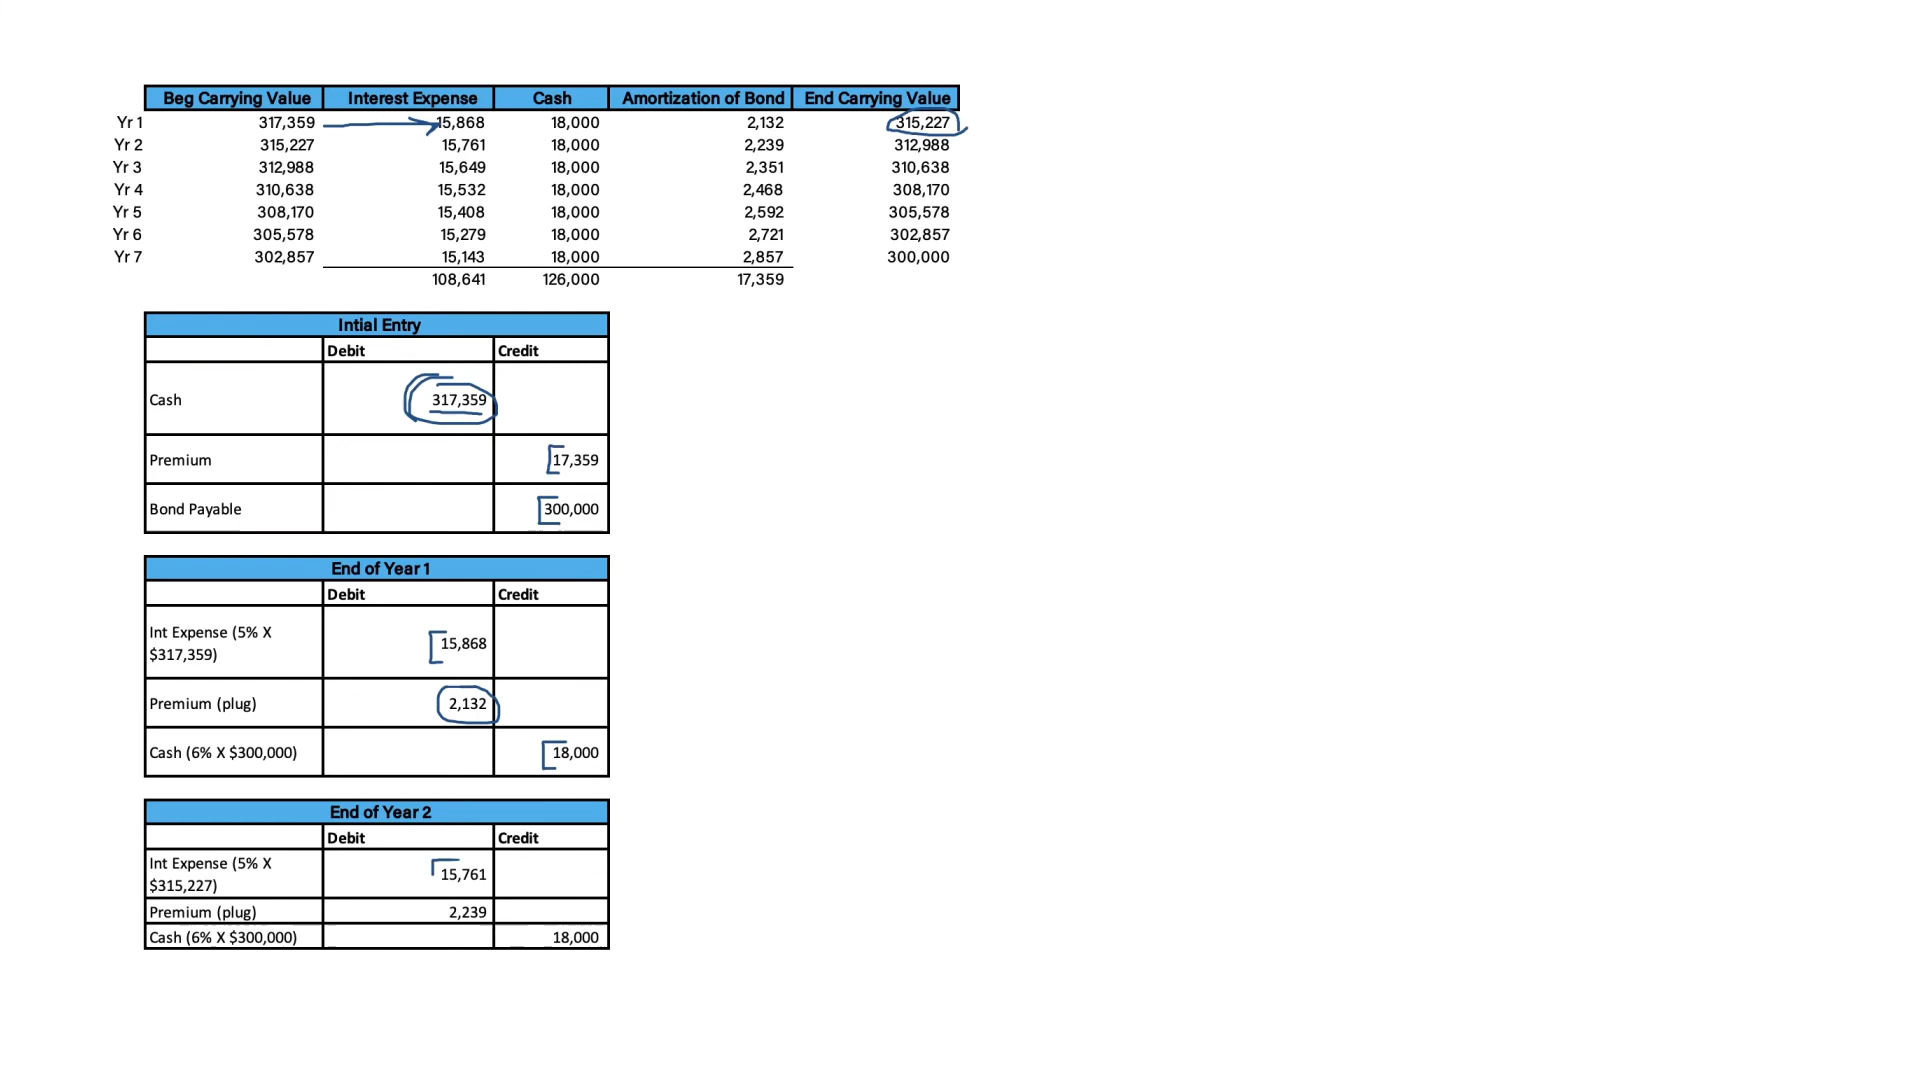 Beg Carrying Value Interest Expense Cash Amortization of Bond End Carrying Value
Yr 1 317,359 15,868 18,000 2,132 315,227
Yr 2 315,227 15,761 18,000 2,239 312,988
Yr 3 312,988 15,649 18,000 2,351 310,638
Yr 4 310,638 15,532 18,000 2,468 308,170
Yr 5 308,170 15,408 18,000 2,592 305,578
Yr 6 305,578 15,279 18,000 2,721 302,857
Yr 7 302,857 15,143 18,000 2,857 300,000
108,641 126,000 17,359
Intial Entry
Debit Credit
Cash 317,359
Premium 17,359
Bond Payable 300,000
End of Year 1
Debit Credit
Int Expense (5% X
$317,359) 15,868
Premium (plug) 2,132
Cash (6% X $300,000) 18,000
End of Year 2
Debit Credit
Int Expense (5% X
$315,227) 15,761
Premium (plug) 2,239
Cash (6% X $300,000) 18,000